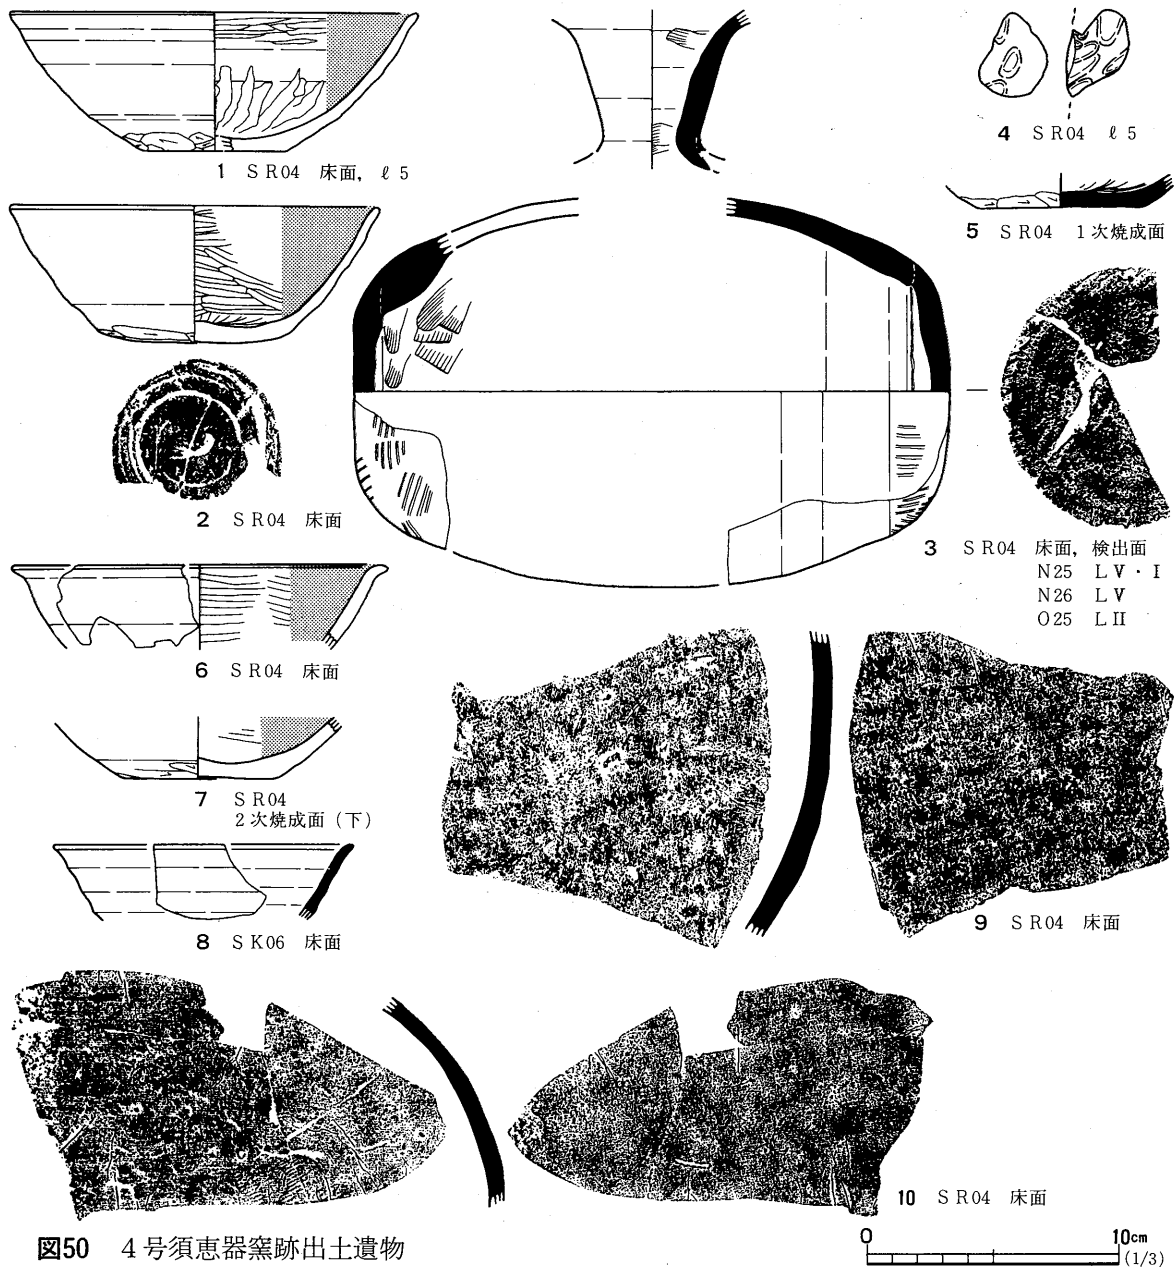 1 SR04 床面，ℓ5
4 SR04 ℓ5
5 SR04 1次焼成面
2 SR04 床面
3 SR04 床面，検出面
N25 LⅤ・Ⅰ
N26 LⅤ
O25 LⅡ
6 SR04 床面
7 SR04
2次焼成面（下）
8 SK06 床面
9 SR04 床面
10 SR04 床面
図50 4号須恵器窯跡出土遺物
0 10cm
(1/3)